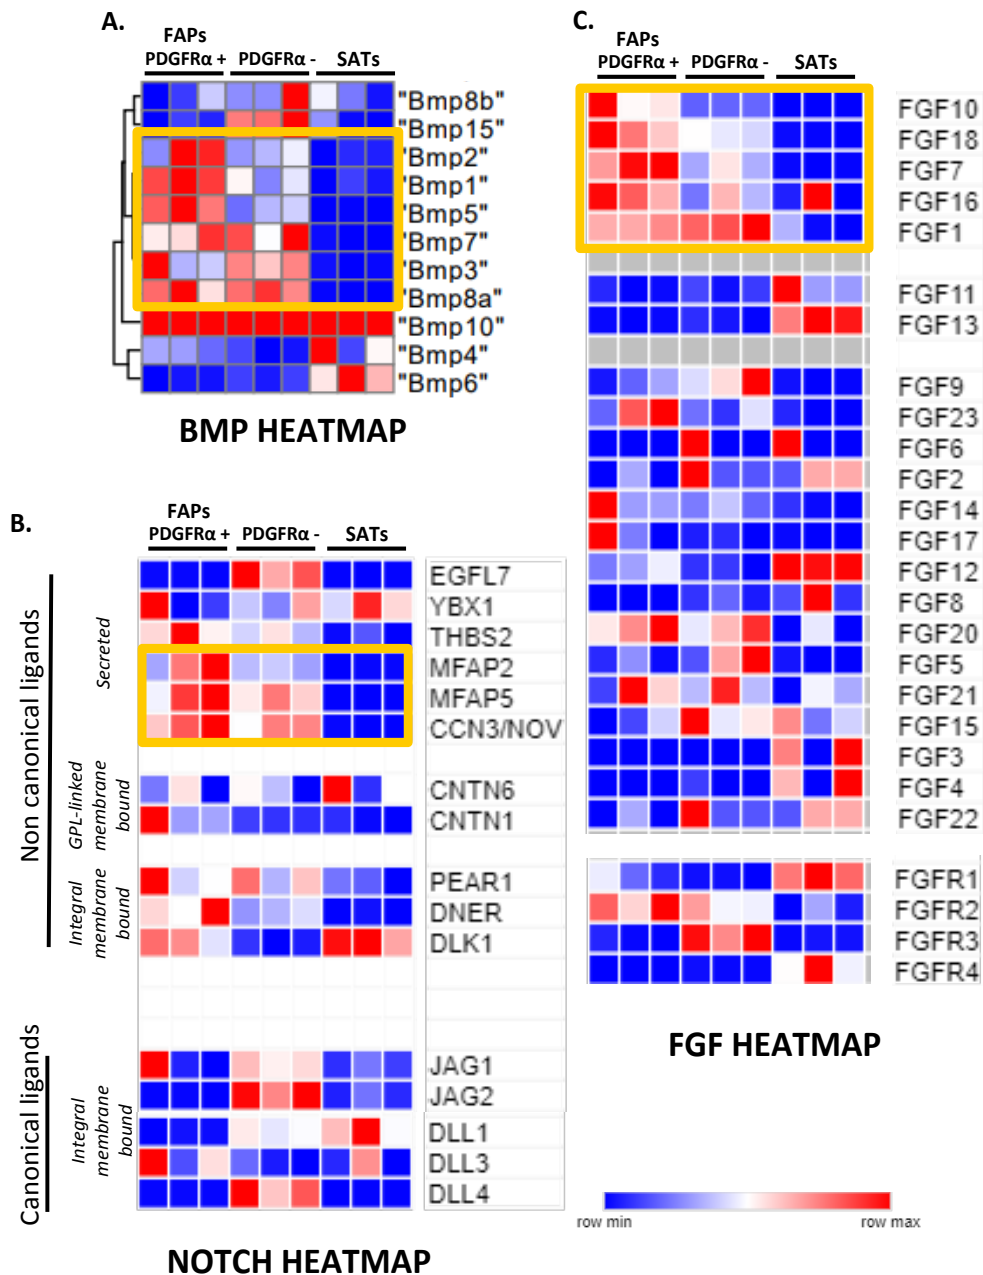 A.
FAPs
PDGFRα + PDGFRα - SATs
"Bmp8b"
"Bmp15"
"Bmp2"
"Bmp1"
"Bmp5"
"Bmp7"
"Bmp3"
"Bmp8a"
"Bmp10"
"Bmp4"
"Bmp6"
BMP HEATMAP
B.
FAPs
PDGFRα + PDGFRα - SATs
Non canonical ligands
Secreted
EGFL7
YBX1
THBS2
MFAP2
MFAP5
CCN3/NOV
GPL-linked
membrane
bound
CNTN6
CNTN1
Integral
membrane
bound
PEAR1
DNER
DLK1
Canonical ligands
Integral
membrane
bound
JAG1
JAG2
DLL1
DLL3
DLL4
NOTCH HEATMAP
C.
FAPs
PDGFRα + PDGFRα - SATs
FGF10
FGF18
FGF7
FGF16
FGF1
FGF11
FGF13
FGF9
FGF23
FGF6
FGF2
FGF14
FGF17
FGF12
FGF8
FGF20
FGF5
FGF21
FGF15
FGF3
FGF4
FGF22
FGFR1
FGFR2
FGFR3
FGFR4
FGF HEATMAP
row min row max